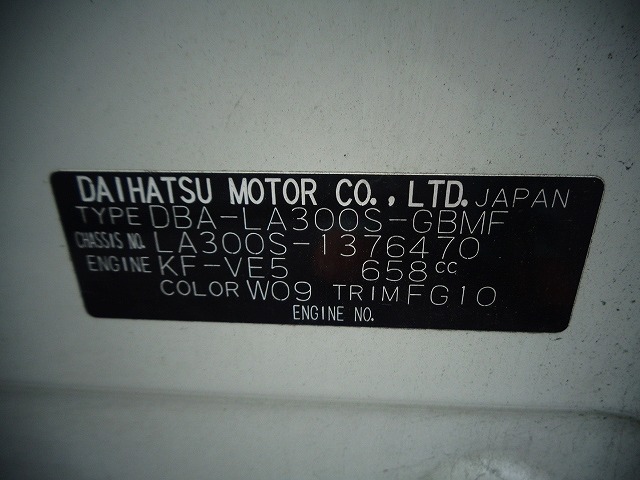 DAIHATSU MOTOR CO., LTD. JAPAN
TYPE DBA-LA300S-GBMF
CHASSIS NO. LA300S-1376470
ENGINE KF-VE5 658cc
COLOR W09 TRIM FG10
ENGINE NO.